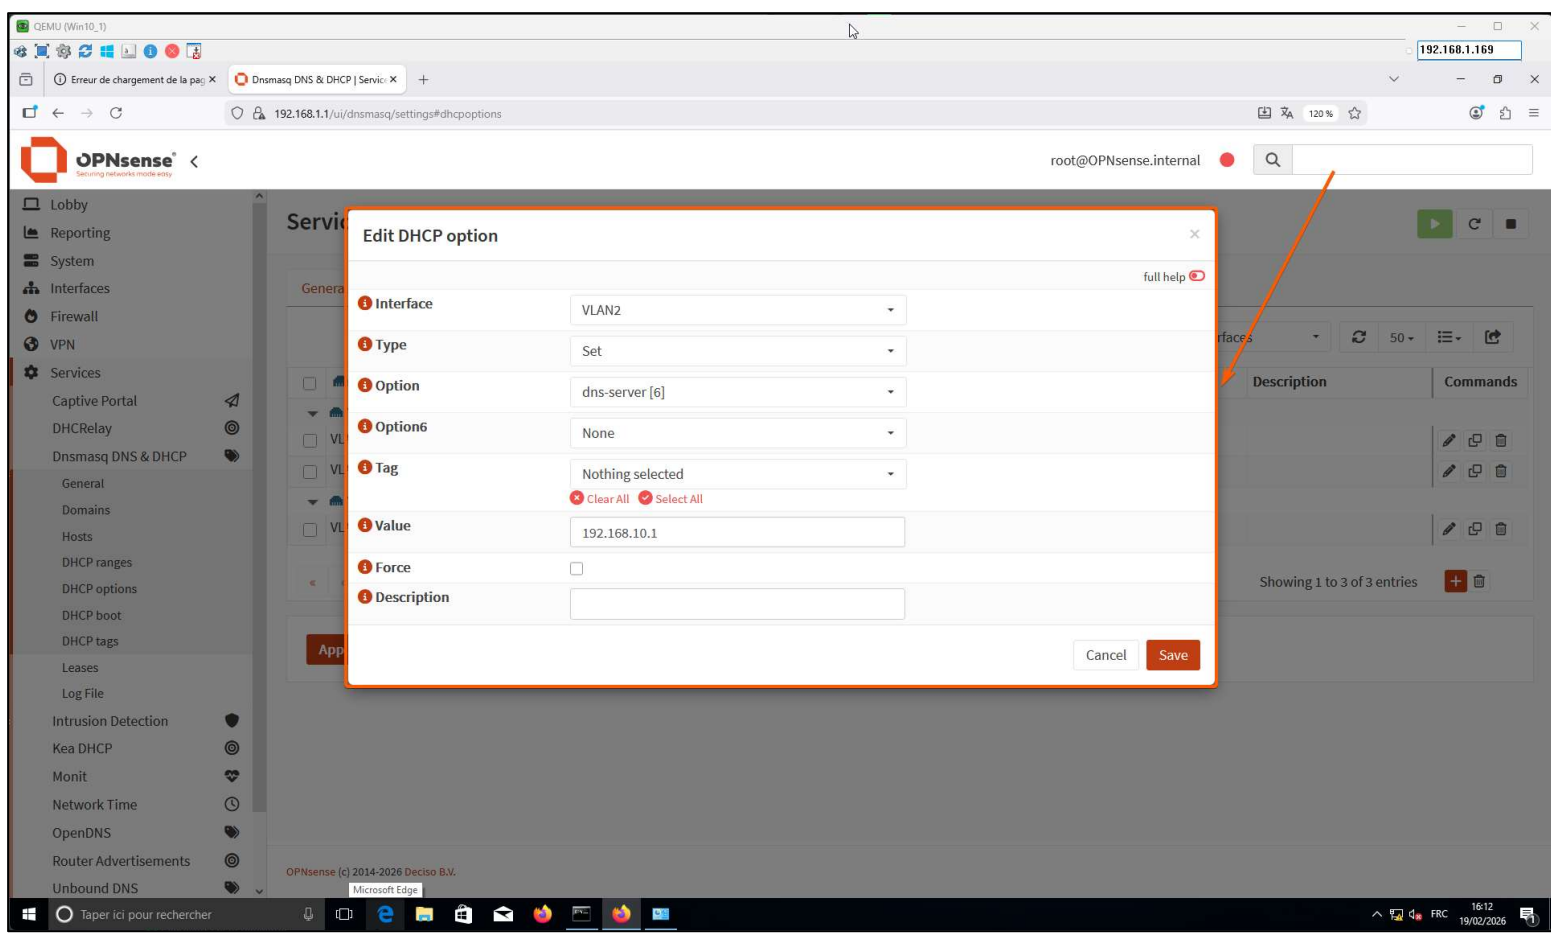 QEMU (Win10_1)
192.168.1.169
Erreur de chargement de la pag
Dnsmasq DNS & DHCP | Servic
192.168.1.1/ui/dnsmasq/settings#dhcpoptions
120 %
OPNsense
Securing networks made easy
root@OPNsense.internal
Lobby
Reporting
System
Interfaces
Firewall
VPN
Services
Captive Portal
DHCRelay
Dnsmasq DNS & DHCP
General
Domains
Hosts
DHCP ranges
DHCP options
DHCP boot
DHCP tags
Leases
Log File
Intrusion Detection
Kea DHCP
Monit
Network Time
OpenDNS
Router Advertisements
Unbound DNS
Servic
Genera
rfaces
50
Description
Commands
VL
VL
VL
«
Showing 1 to 3 of 3 entries
App
Edit DHCP option
full help
Interface
VLAN2
Type
Set
Option
dns-server [6]
Option6
None
Tag
Nothing selected
Clear All Select All
Value
192.168.10.1
Force
Description
Cancel
Save
OPNsense (c) 2014-2026 Deciso B.V.
Microsoft Edge
Taper ici pour rechercher
FRC
16:12
19/02/2026
1